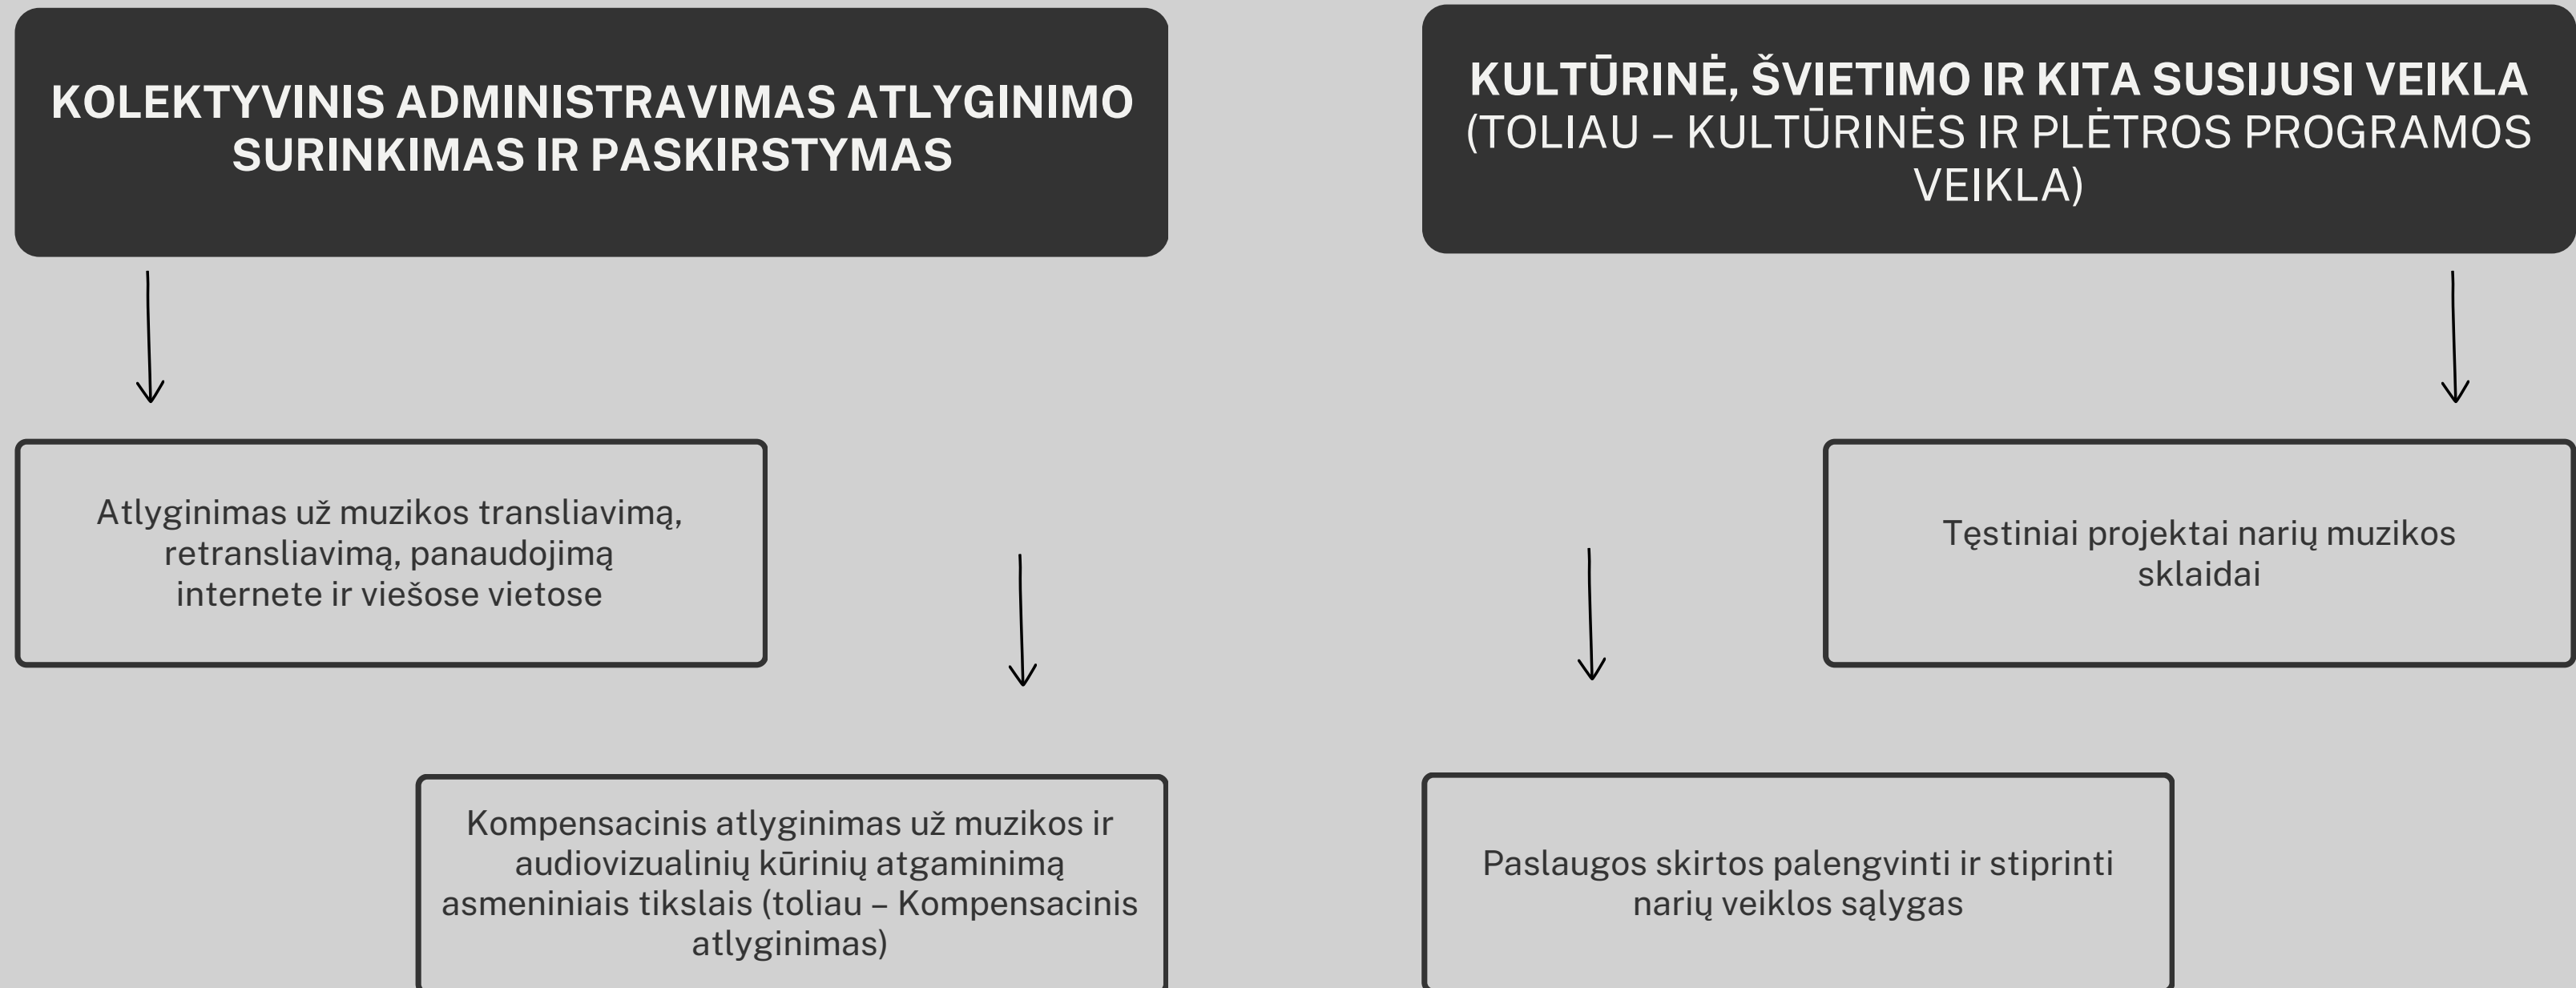 KOLEKTYVINIS ADMINISTRAVIMAS ATLYGINIMO
SURINKIMAS IR PASKIRSTYMAS
KULTŪRINĖ, ŠVIETIMO IR KITA SUSIJUSI VEIKLA
(TOLIAU – KULTŪRINĖS IR PLĖTROS PROGRAMOS
VEIKLA)
Atlyginimas už muzikos transliavimą,
retransliavimą, panaudojimą
internete ir viešose vietose
Tęstiniai projektai narių muzikos
sklaidai
Kompensacinis atlyginimas už muzikos ir
audiovizualinių kūrinių atgaminimą
asmeniniais tikslais (toliau – Kompensacinis
atlyginimas)
Paslaugos skirtos palengvinti ir stiprinti
narių veiklos sąlygas